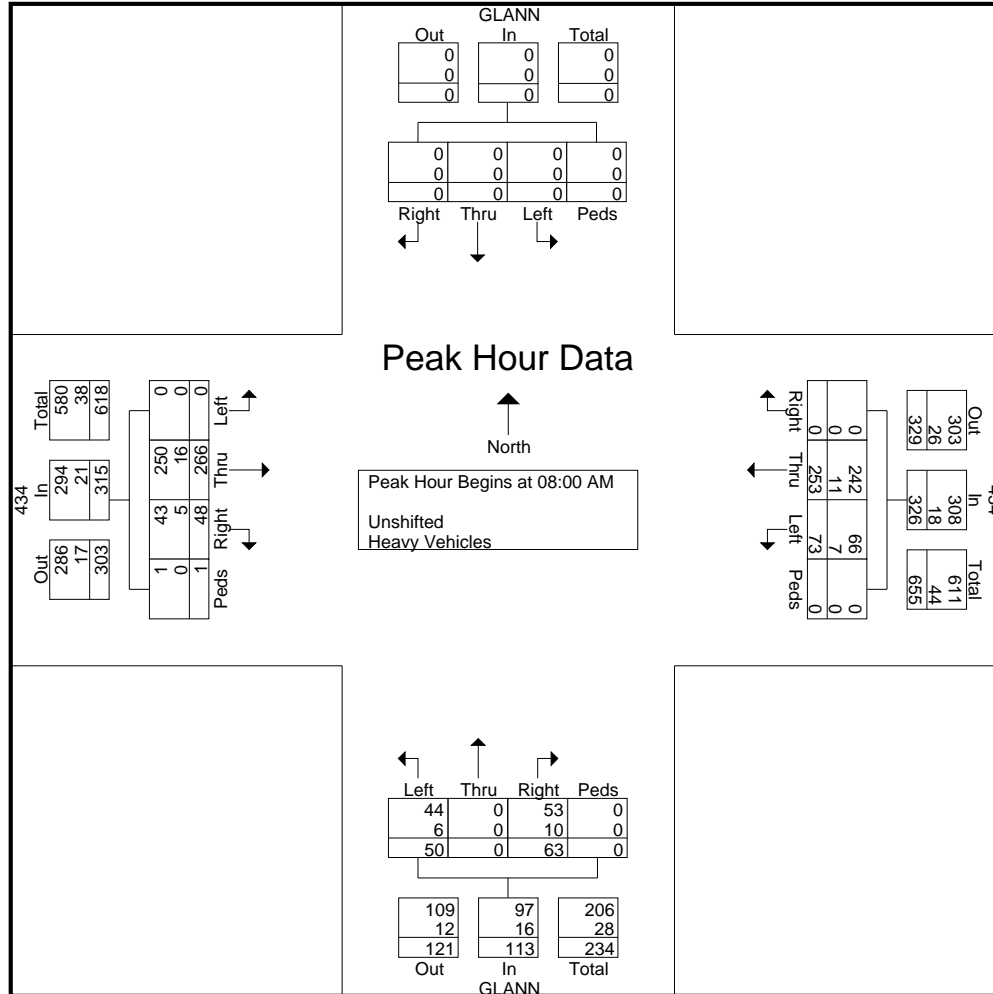 GLANN
Out In Total
0 0 0
0 0 0
0 0 0
0 0 0 0
0 0 0 0
0 0 0 0
Right Thru Left Peds
Peak Hour Data
North
Peak Hour Begins at 08:00 AM
Unshifted
Heavy Vehicles
434
Total In Out
580 294 286
38 21 17
618 315 303
0 250 43 1
0 16 5 0
0 266 48 1
Left Thru Right Peds
Out In Total
303 308 611
26 18 44
329 326 655
0 242 66 0
0 11 7 0
0 253 73 0
Right Thru Left Peds
Left Thru Right Peds
44 0 53 0
6 0 10 0
50 0 63 0
109 97 206
12 16 28
121 113 234
Out In Total
GLANN